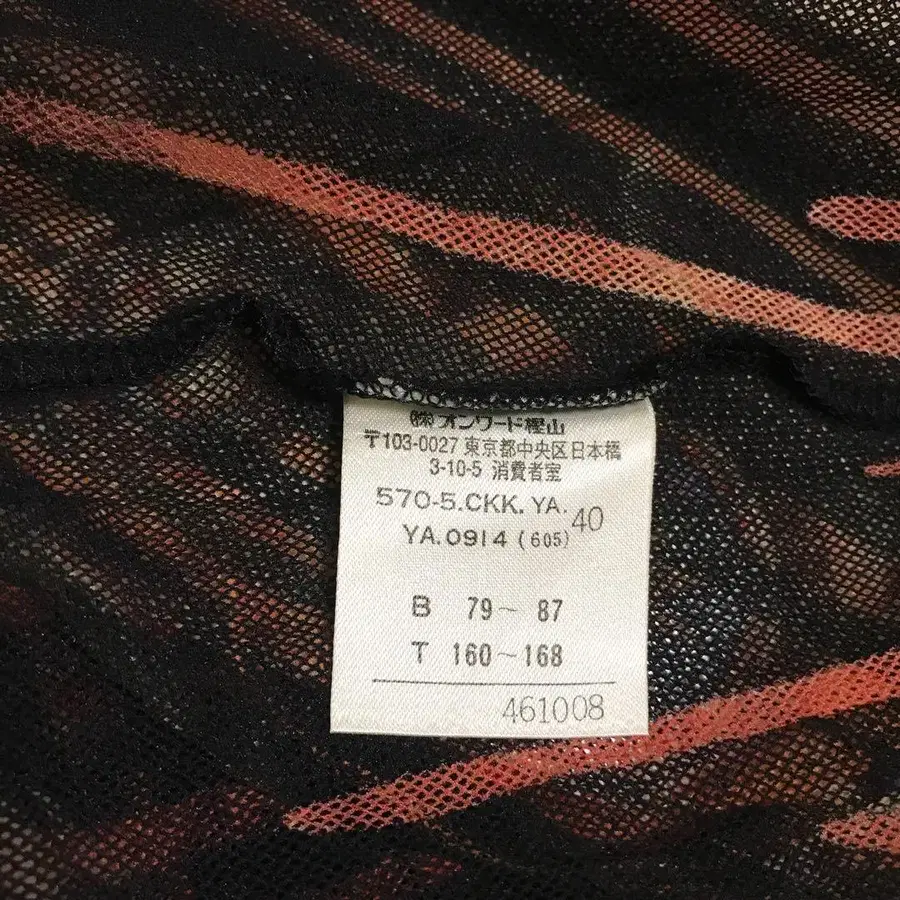 ㈱オンワード樫山
〒103-0027 東京都中央区日本橋
3-10-5 消費者室
570-5.CKK.YA.40
YA.0914(605)
B 79～87
T 160～168
461008